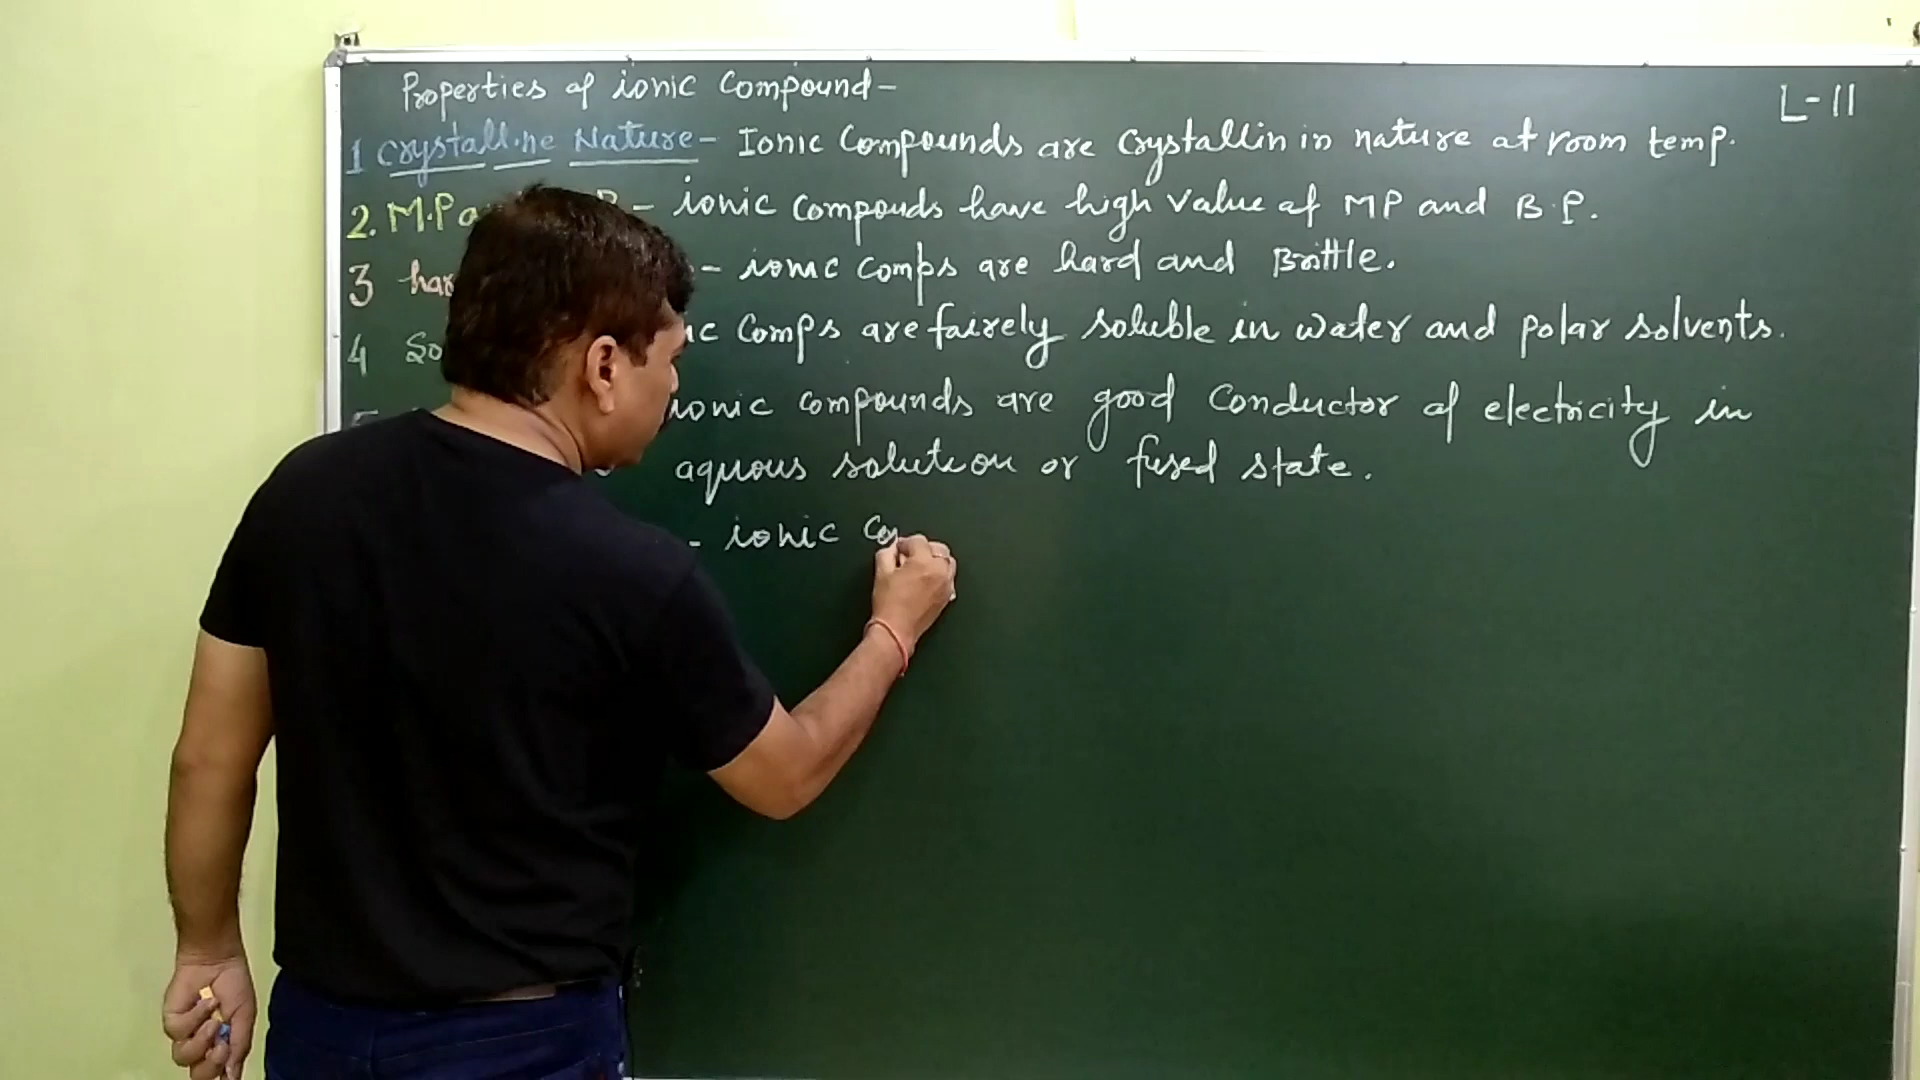 Properties of ionic Compound-
L-11
1 Crystalline Nature- Ionic Compounds are Crystallin in nature at room temp.
2. M.P a - ionic compouds have high value of MP and B.P.
3 har - ionic comps are hard and Brittle.
4 So ic comps are fairely soluble in water and polar solvents.
5 ionic compounds are good Conductor of electricity in
aquous solution or fused state.
- ionic Co